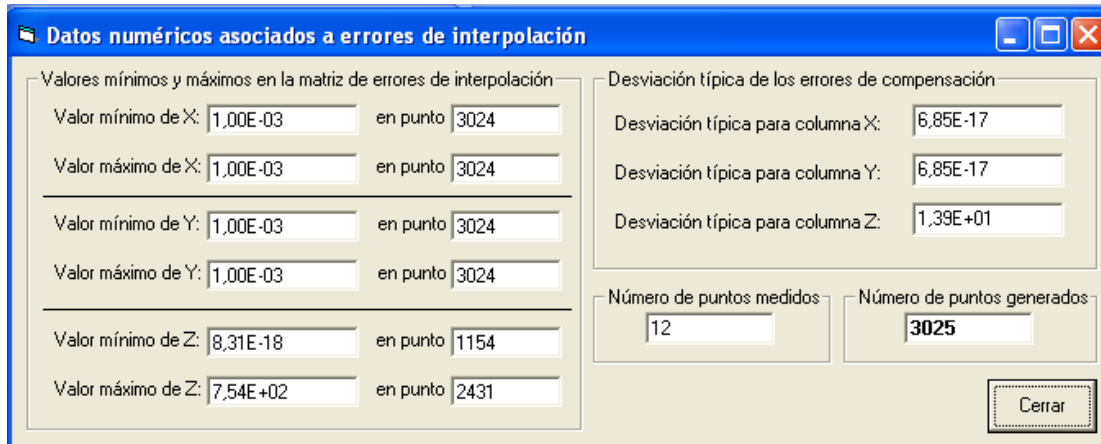 Datos numéricos asociados a errores de interpolación
Valores mínimos y máximos en la matriz de errores de interpolación
Valor mínimo de X: 1,00E-03 en punto 3024
Valor máximo de X: 1,00E-03 en punto 3024
Valor mínimo de Y: 1,00E-03 en punto 3024
Valor máximo de Y: 1,00E-03 en punto 3024
Valor mínimo de Z: 8,31E-18 en punto 1154
Valor máximo de Z: 7,54E+02 en punto 2431
Desviación típica de los errores de compensación
Desviación típica para columna X: 6,85E-17
Desviación típica para columna Y: 6,85E-17
Desviación típica para columna Z: 1,39E+01
Número de puntos medidos
12
Número de puntos generados
3025
Cerrar